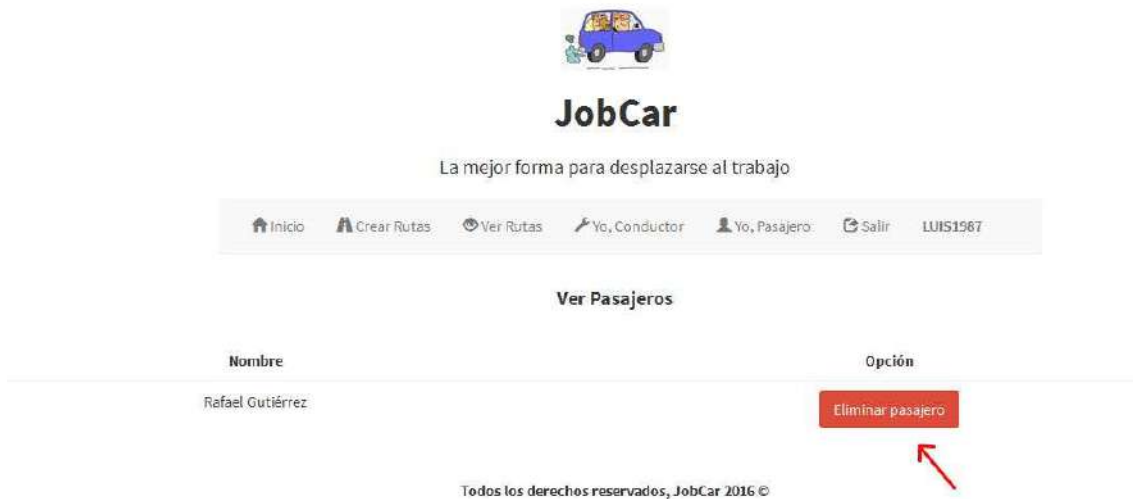 JobCar
La mejor forma para desplazarse al trabajo
Inicio Crear Rutas Ver Rutas Yo, Conductor Yo, Pasajero Salir LUIS1987
Ver Pasajeros
Nombre Opción
Rafael Gutiérrez Eliminar pasajero
Todos los derechos reservados, JobCar 2016 ©